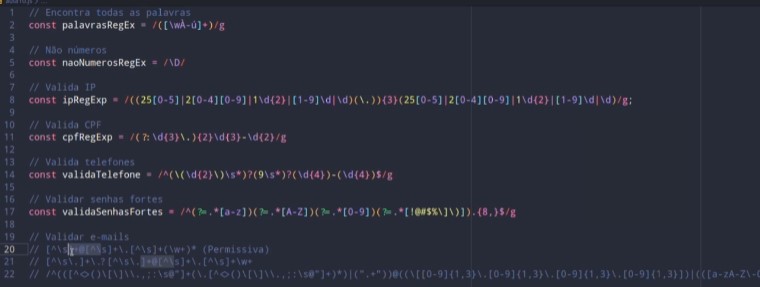 1 // Encontra todas as palavras
2 const palavrasRegEx = /([\wÀ-ú]+)/g
3
4 // Não números
5 const naoNumerosRegEx = /\D/
6
7 // Valida IP
8 const ipRegExp = /((25[0-5]|2[0-4][0-9]|1\d{2}|[1-9]\d|\d)(\.)){3}(25[0-5]|2[0-4][0-9]|1\d{2}|[1-9]\d|\d)/g;
9
10 // Valida CPF
11 const cpfRegExp = /(?:\d{3}\.){2}\d{3}-\d{2}/g
12
13 // Valida telefones
14 const validaTelefone = /^(\(\d{2}\)\s*)?(9\s*)?(\d{4})-(\d{4})$/g
15
16 // Validar senhas fortes
17 const validaSenhasFortes = /^(?=.*[a-z])(?=.*[A-Z])(?=.*[0-9])(?=.*[!@#$%\]\)]).{8,}$/g
18
19 // Validar e-mails
20 // [^\s]+@[^\s]+\.[^\s]+(\w+)* (Permissiva)
21 // [^\s\.]+\.?[^\s\.]+@[^\s]+\.[^\s]+\w+
22 // /^(([^<>()\[\]\\.,;:\s@"]+(\.[^<>()\[\]\\.,;:\s@"]+)*)|(".+"))@((\[[0-9]{1,3}\.[0-9]{1,3}\.[0-9]{1,3}\.[0-9]{1,3}])|(([a-zA-Z\-0